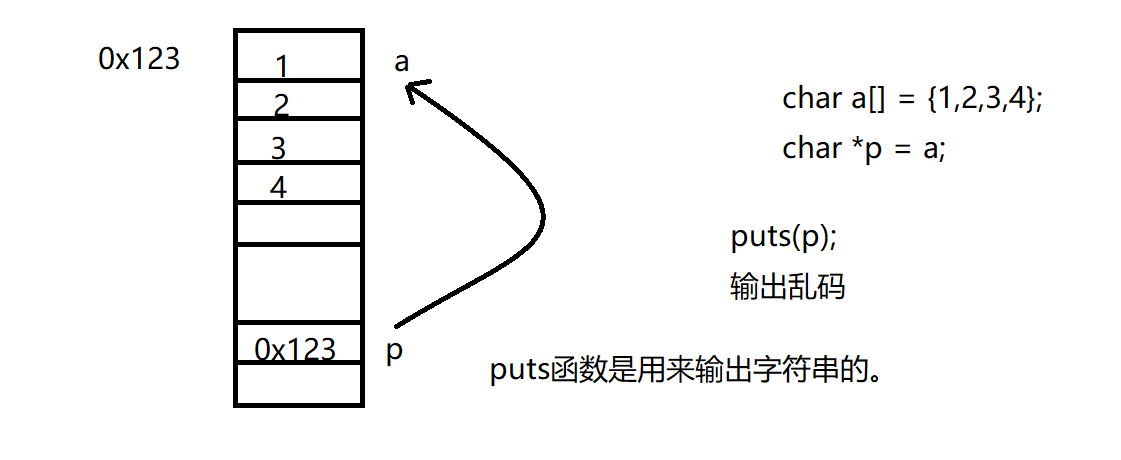 0x123
1
a
2
3
4
0x123
p
char a[] = {1,2,3,4};
char *p = a;
puts(p);
输出乱码
puts函数是用来输出字符串的。